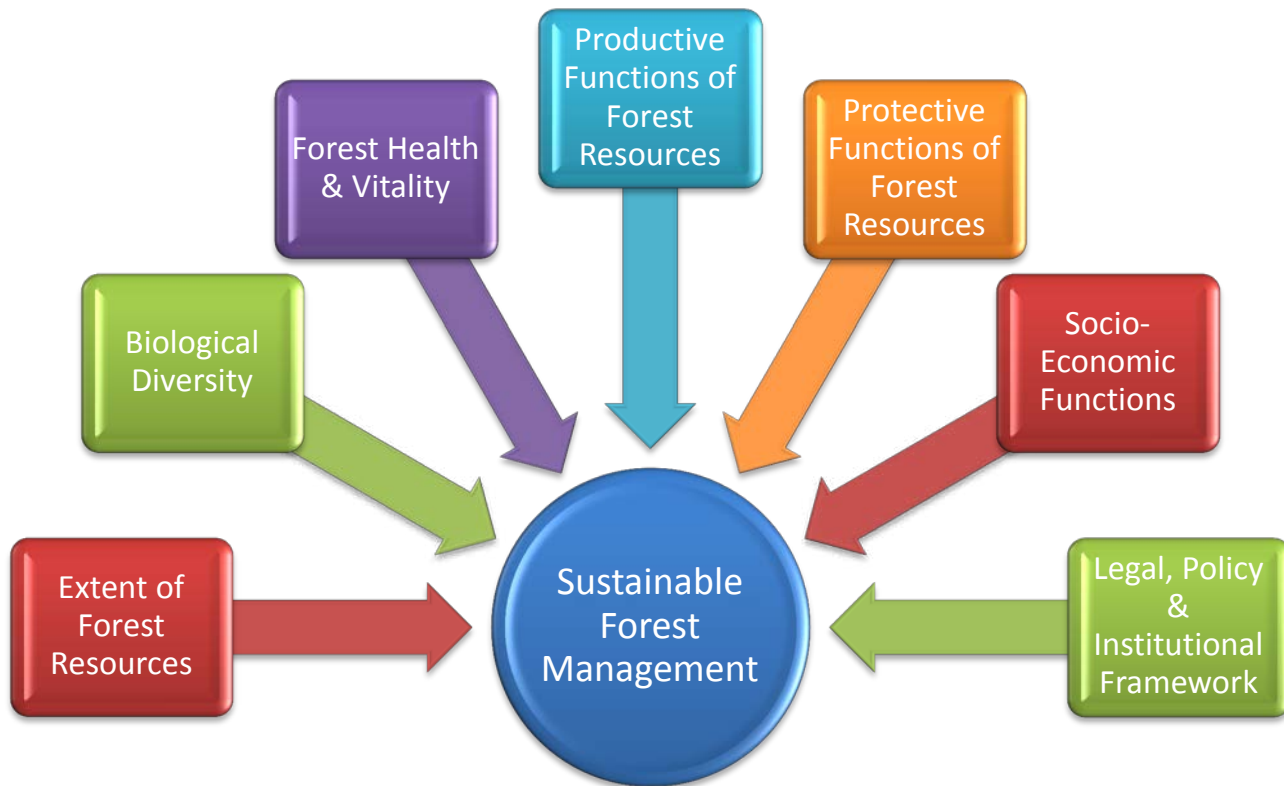 Productive
Functions of
Forest
Resources
Forest Health
& Vitality
Protective
Functions of
Forest
Resources
Biological
Diversity
Socio-
Economic
Functions
Extent of
Forest
Resources
Sustainable
Forest
Management
Legal, Policy
&
Institutional
Framework